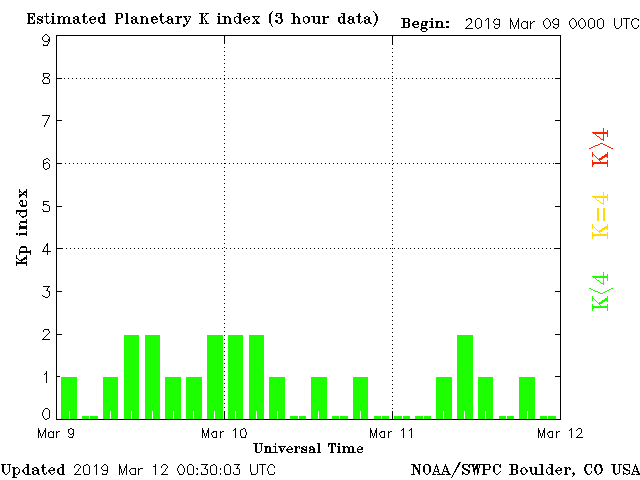 Estimated Planetary K index (3 hour data) Begin: 2019 Mar 09 0000 UTC
9
8
7
6
5
4
3
2
1
0
Kp index
Mar 9 Mar 10 Mar 11 Mar 12
Universal Time
K>4
K=4
K<4
Updated 2019 Mar 12 00:30:03 UTC NOAA/SWPC Boulder, CO USA